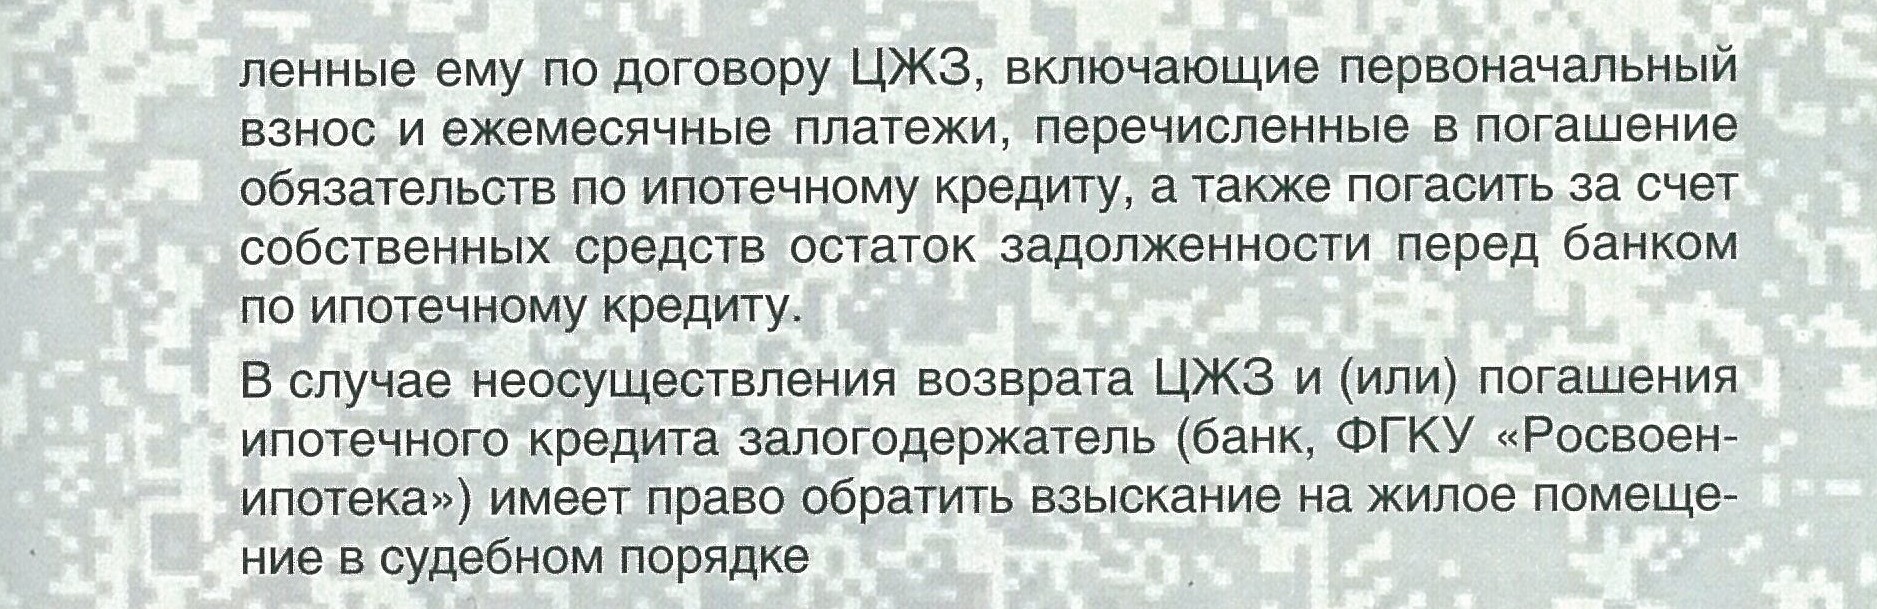 ленные ему по договору ЦЖЗ, включающие первоначальный
взнос и ежемесячные платежи, перечисленные в погашение
обязательств по ипотечному кредиту, а также погасить за счет
собственных средств остаток задолженности перед банком
по ипотечному кредиту.
В случае неосуществления возврата ЦЖЗ и (или) погашения
ипотечного кредита залогодержатель (банк, ФГКУ «Росвоен-
ипотека») имеет право обратить взыскание на жилое помеще-
ние в судебном порядке